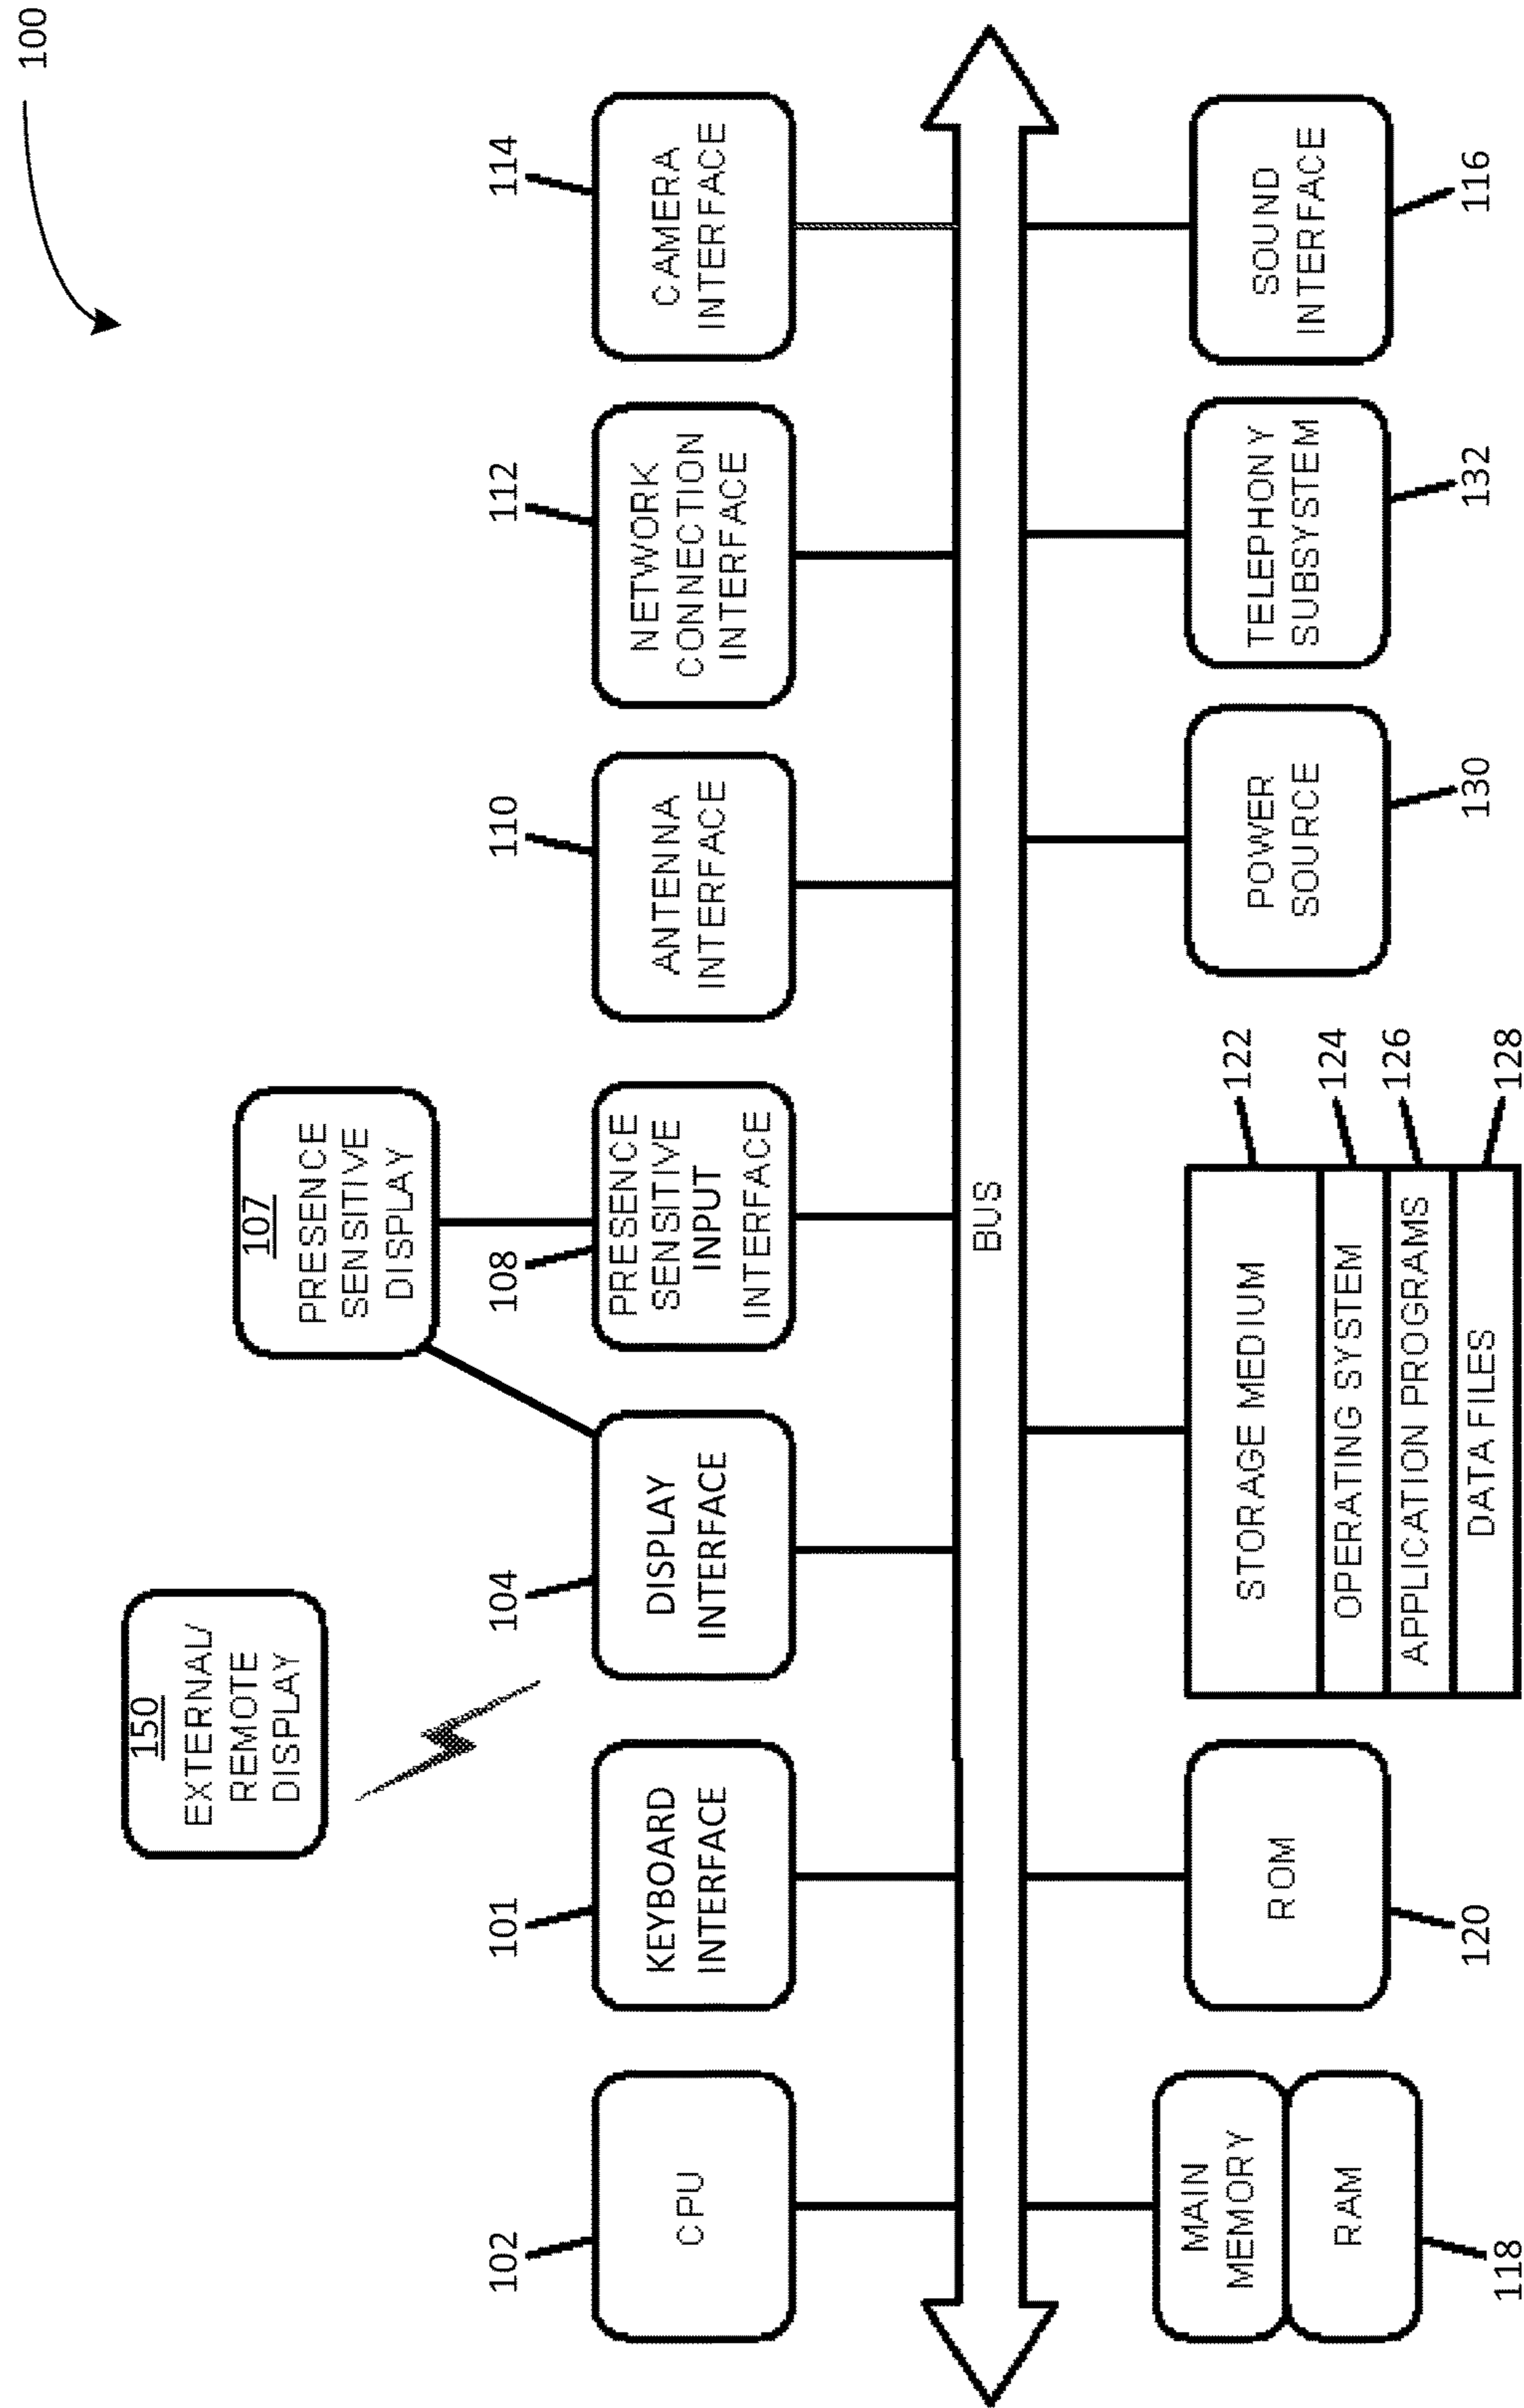 100
150
EXTERNAL/
REMOTE
DISPLAY
107
PRESENCE
SENSITIVE
DISPLAY
102
101
104
108
110
112
114
CPU
KEYBOARD
INTERFACE
DISPLAY
INTERFACE
PRESENCE
SENSITIVE
INPUT
INTERFACE
ANTENNA
INTERFACE
NETWORK
CONNECTION
INTERFACE
CAMERA
INTERFACE
BUS
MAIN
MEMORY
RAM
118
ROM
120
STORAGE MEDIUM
122
OPERATING SYSTEM
124
APPLICATION PROGRAMS
126
DATA FILES
128
POWER
SOURCE
130
TELEPHONY
SUBSYSTEM
132
SOUND
INTERFACE
116